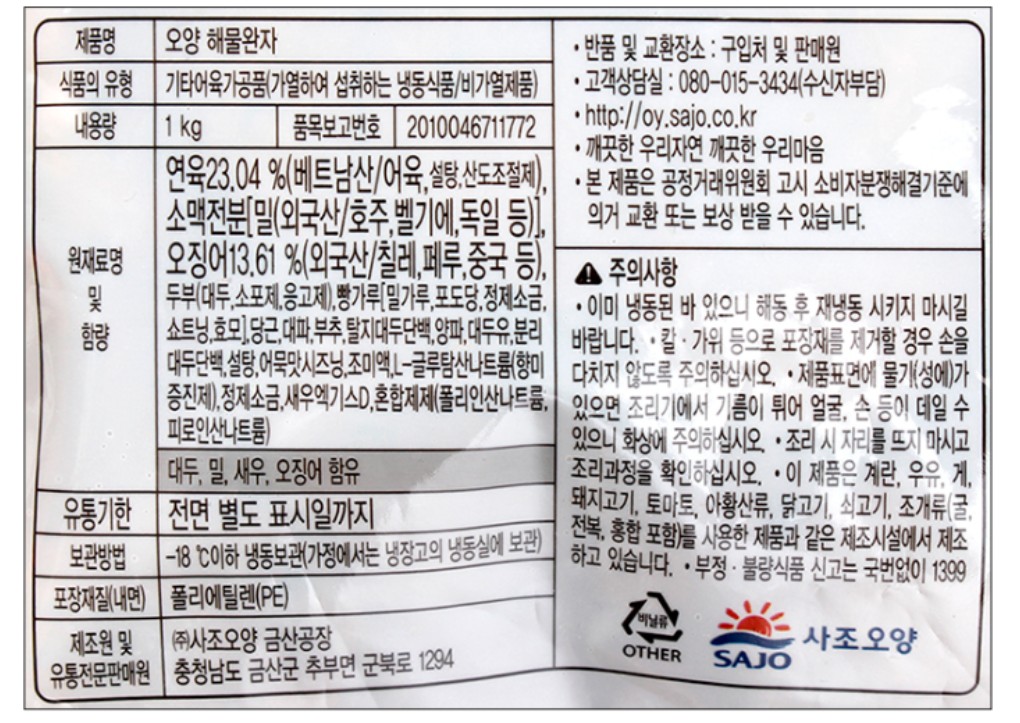 제품명 오양 해물완자
식품의 유형 기타어육가공품(가열하여 섭취하는 냉동식품/비가열제품)
내용량 1 kg 품목보고번호 2010046711772
원재료명
및
함량
연육23.04 %(베트남산/어육,설탕,산도조절제),
소맥전분[밀(외국산/호주,벨기에,독일 등)],
오징어13.61 %(외국산/칠레,페루,중국 등),
두부(대두,소포제,응고제),빵가루[밀가루,포도당,정제소금,
쇼트닝,효모],당근,대파,부추,탈지대두단백,양파,대두유,분리
대두단백,설탕,어묵맛시즈닝,조미액,L-글루탐산나트륨(향미
증진제),정제소금,새우엑기스D,혼합제제(폴리인산나트륨,
피로인산나트륨)
대두, 밀, 새우, 오징어 함유
유통기한 전면 별도 표시일까지
보관방법 -18 ℃이하 냉동보관(가정에서는 냉장고의 냉동실에 보관)
포장재질(내면) 폴리에틸렌(PE)
제조원 및
유통전문판매원
㈜사조오양 금산공장
충청남도 금산군 추부면 군북로 1294
• 반품 및 교환장소 : 구입처 및 판매원
• 고객상담실 : 080-015-3434(수신자부담)
• http://oy.sajo.co.kr
• 깨끗한 우리자연 깨끗한 우리마음
• 본 제품은 공정거래위원회 고시 소비자분쟁해결기준에
의거 교환 또는 보상 받을 수 있습니다.
주의사항
• 이미 냉동된 바 있으니 해동 후 재냉동 시키지 마시길
바랍니다. • 칼 · 가위 등으로 포장재를 제거할 경우 손을
다치지 않도록 주의하십시오. • 제품표면에 물기(성에)가
있으면 조리기에서 기름이 튀어 얼굴, 손 등이 데일 수
있으니 화상에 주의하십시오. • 조리 시 자리를 뜨지 마시고
조리과정을 확인하십시오. • 이 제품은 계란, 우유, 게,
돼지고기, 토마토, 아황산류, 닭고기, 쇠고기, 조개류(굴,
전복, 홍합 포함)를 사용한 제품과 같은 제조시설에서 제조
하고 있습니다. • 부정 · 불량식품 신고는 국번없이 1399
비닐류
OTHER
SAJO 사조오양